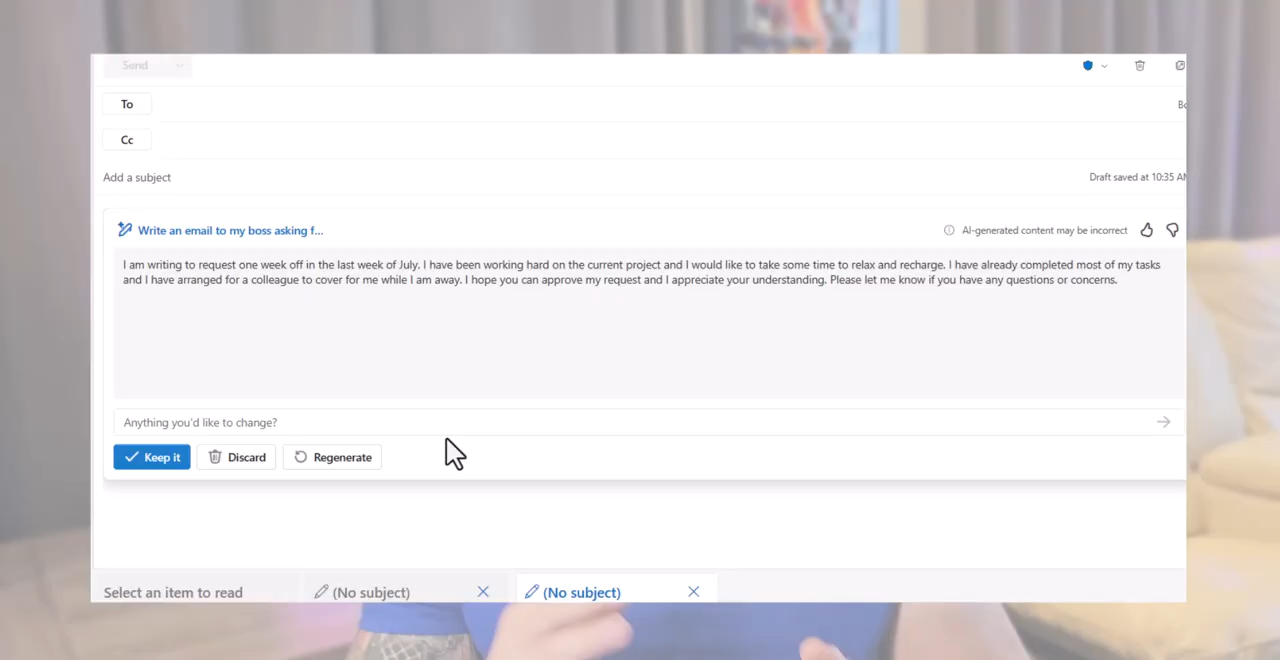 Send
To
Cc
Add a subject
Draft saved at 10:35
Write an email to my boss asking f...
AI-generated content may be incorrect
I am writing to request one week off in the last week of July. I have been working hard on the current project and I would like to take some time to relax and recharge. I have already completed most of my tasks
and I have arranged for a colleague to cover for me while I am away. I hope you can approve my request and I appreciate your understanding. Please let me know if you have any questions or concerns.
Anything you'd like to change?
Keep it
Discard
Regenerate
Select an item to read
(No subject)
(No subject)